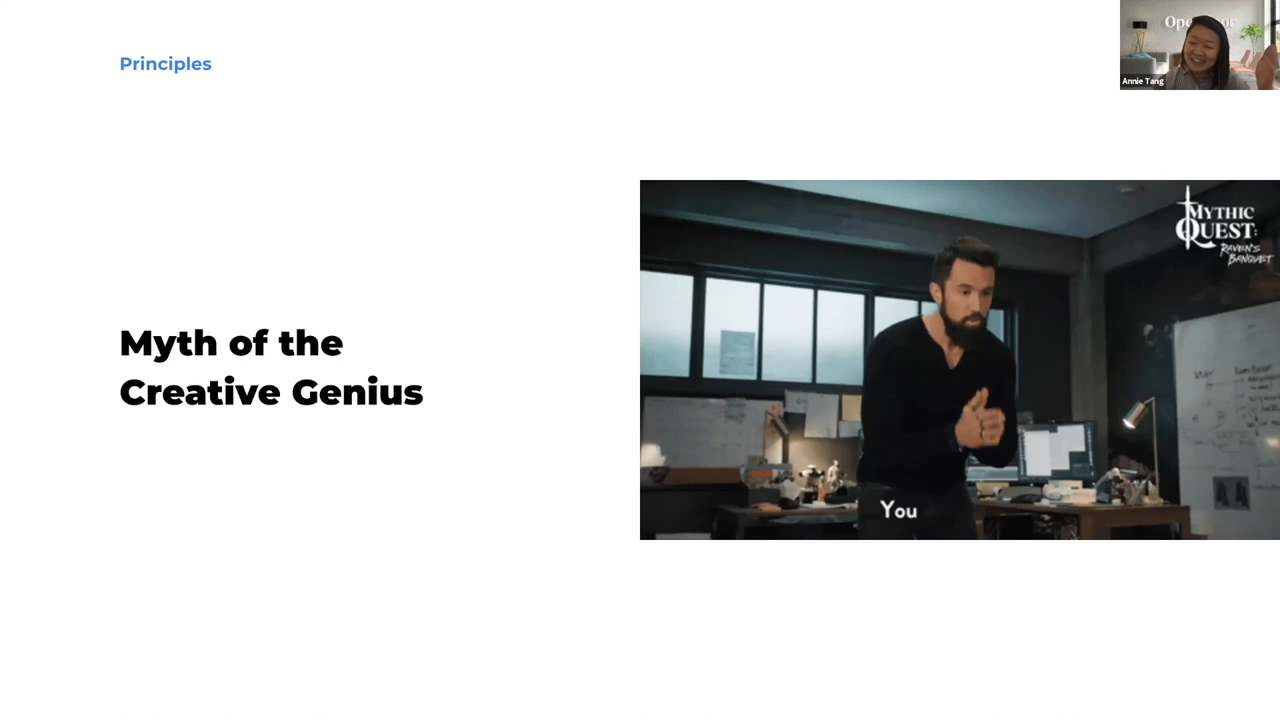 Principles
Annie Tang
Myth of the
Creative Genius
MYTHIC
QUEST:
RAVEN'S
BANQUET
You